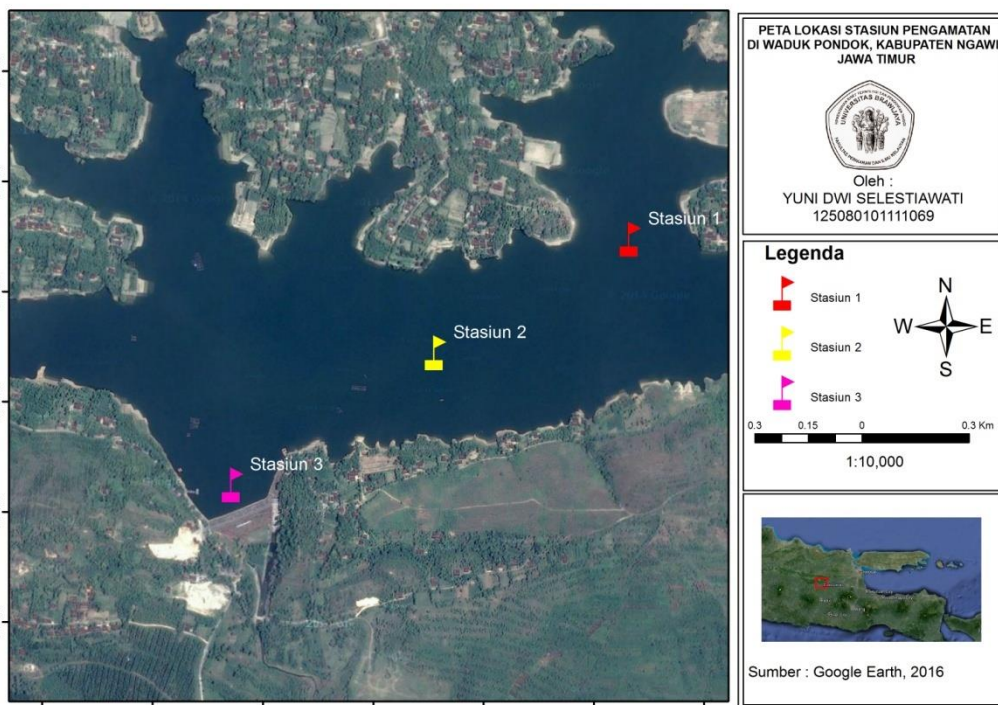 Stasiun 1
Stasiun 2
Stasiun 3
PETA LOKASI STASIUN PENGAMATAN
DI WADUK PONDOK, KABUPATEN NGAWI
JAWA TIMUR
UNIVERSITAS BRAWIJAYA
Oleh :
YUNI DWI SELESTIAWATI
125080101111069
Legenda
Stasiun 1
Stasiun 2
Stasiun 3
N
W E
S
0.3 0.15 0 0.3 Km
1:10,000
Sumber : Google Earth, 2016